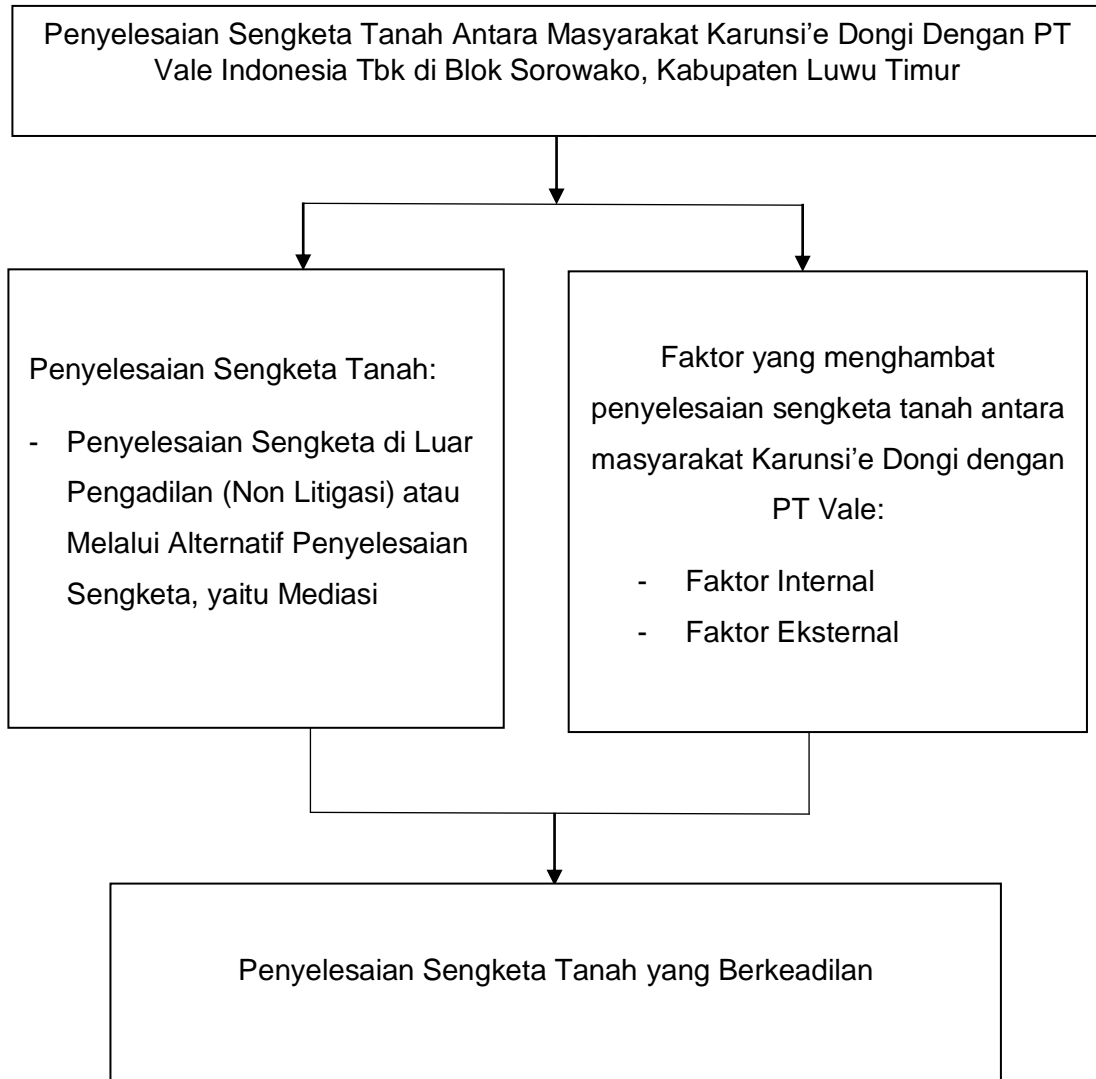 Penyelesaian Sengketa Tanah Antara Masyarakat Karunsi’e Dongi Dengan PT
Vale Indonesia Tbk di Blok Sorowako, Kabupaten Luwu Timur
Penyelesaian Sengketa Tanah:
- Penyelesaian Sengketa di Luar
Pengadilan (Non Litigasi) atau
Melalui Alternatif Penyelesaian
Sengketa, yaitu Mediasi
Faktor yang menghambat
penyelesaian sengketa tanah antara
masyarakat Karunsi’e Dongi dengan
PT Vale:
- Faktor Internal
- Faktor Eksternal
Penyelesaian Sengketa Tanah yang Berkeadilan